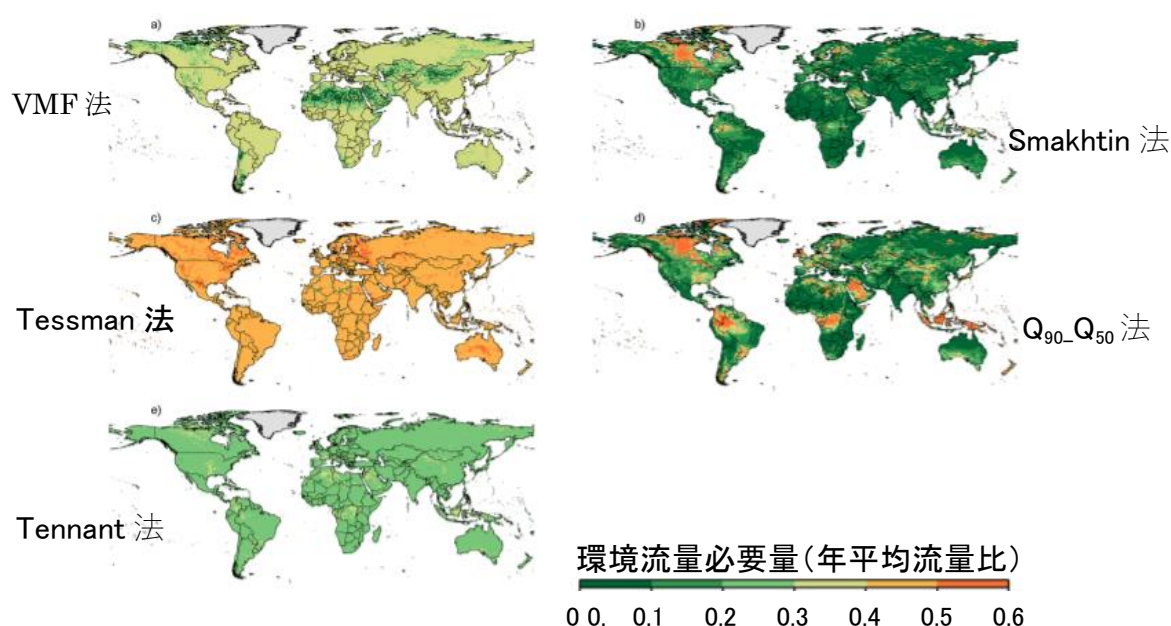 a)
b)
VMF 法
Smakhtin 法
c)
d)
Tessman 法
Q90_Q50 法
e)
Tennant 法
環境流量必要量(年平均流量比)
0 0. 0.1 0.2 0.3 0.4 0.5 0.6